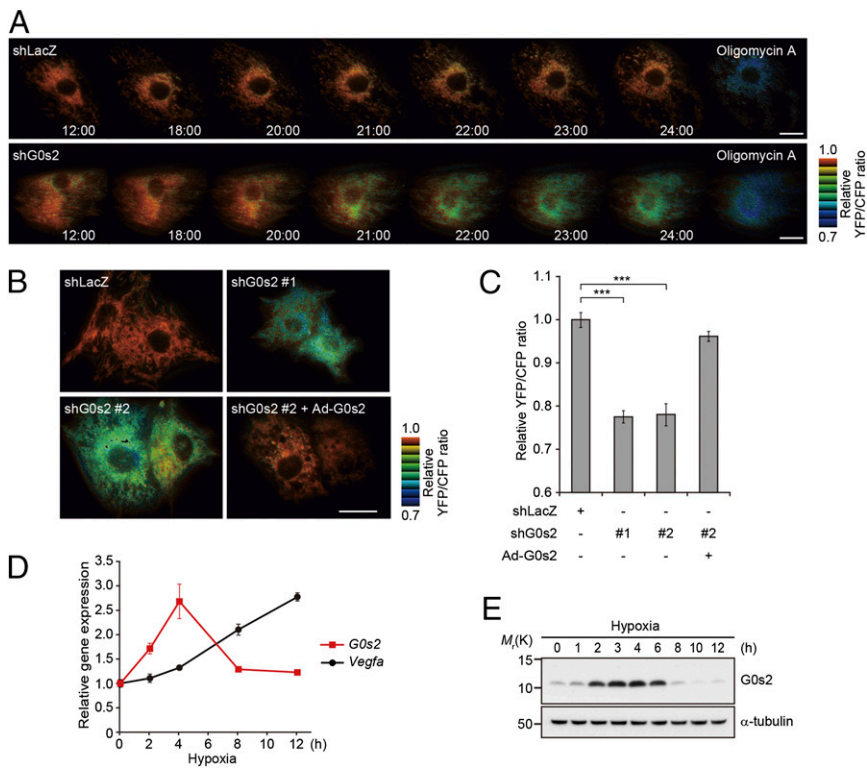 A
shLacZ
Oligomycin A
12:00 18:00 20:00 21:00 22:00 23:00 24:00
shG0s2
Oligomycin A
12:00 18:00 20:00 21:00 22:00 23:00 24:00
1.0
Relative
YFP/CFP ratio
0.7
B
shLacZ
shG0s2 #1
shG0s2 #2
shG0s2 #2 + Ad-G0s2
1.0
Relative
YFP/CFP ratio
0.7
C
Relative YFP/CFP ratio
1.1
1.0
0.9
0.8
0.7
0.6
***
***
shLacZ + - - -
shG0s2 - #1 #2 #2
Ad-G0s2 - - - +
D
Relative gene expression
3.5
3.0
2.5
2.0
1.5
1.0
0.5
0
0 2 4 6 8 10 12 (h)
Hypoxia
G0s2
Vegfa
E
Hypoxia
Mr(K) 0 1 2 3 4 6 8 10 12 (h)
15
10
G0s2
50
α-tubulin